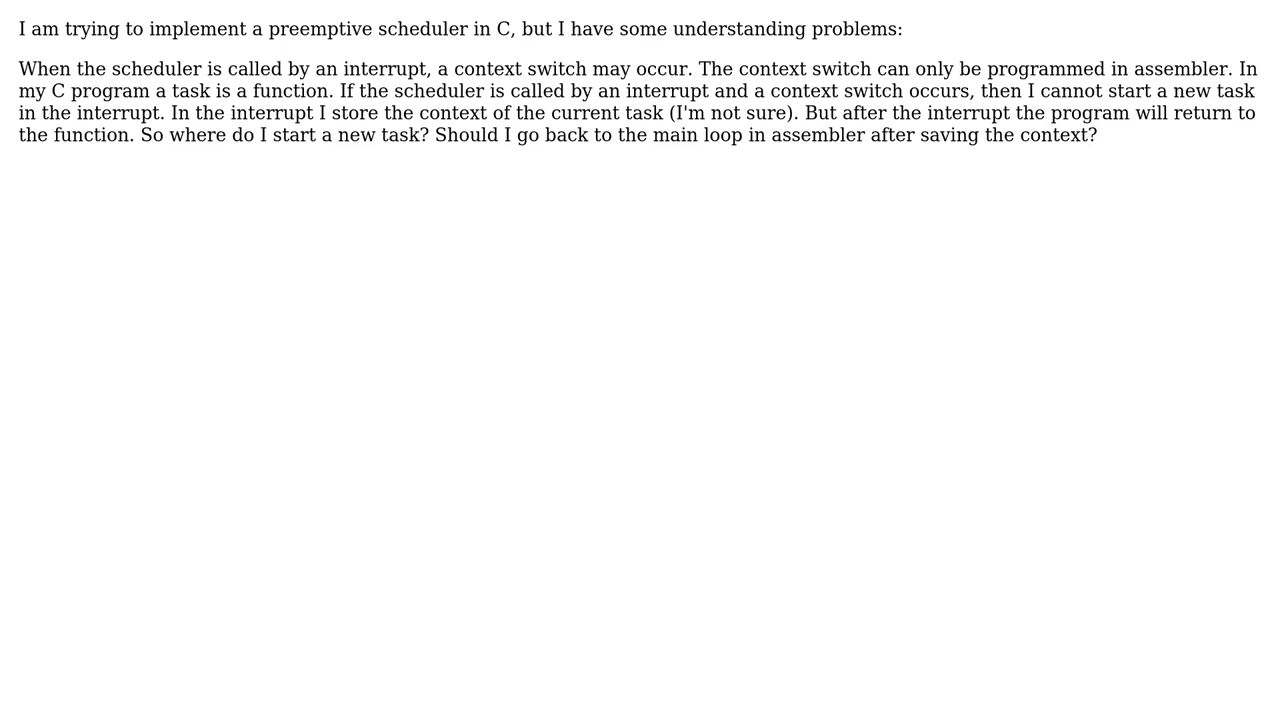 I am trying to implement a preemptive scheduler in C, but I have some understanding problems:
When the scheduler is called by an interrupt, a context switch may occur. The context switch can only be programmed in assembler. In
my C program a task is a function. If the scheduler is called by an interrupt and a context switch occurs, then I cannot start a new task
in the interrupt. In the interrupt I store the context of the current task (I'm not sure). But after the interrupt the program will return to
the function. So where do I start a new task? Should I go back to the main loop in assembler after saving the context?